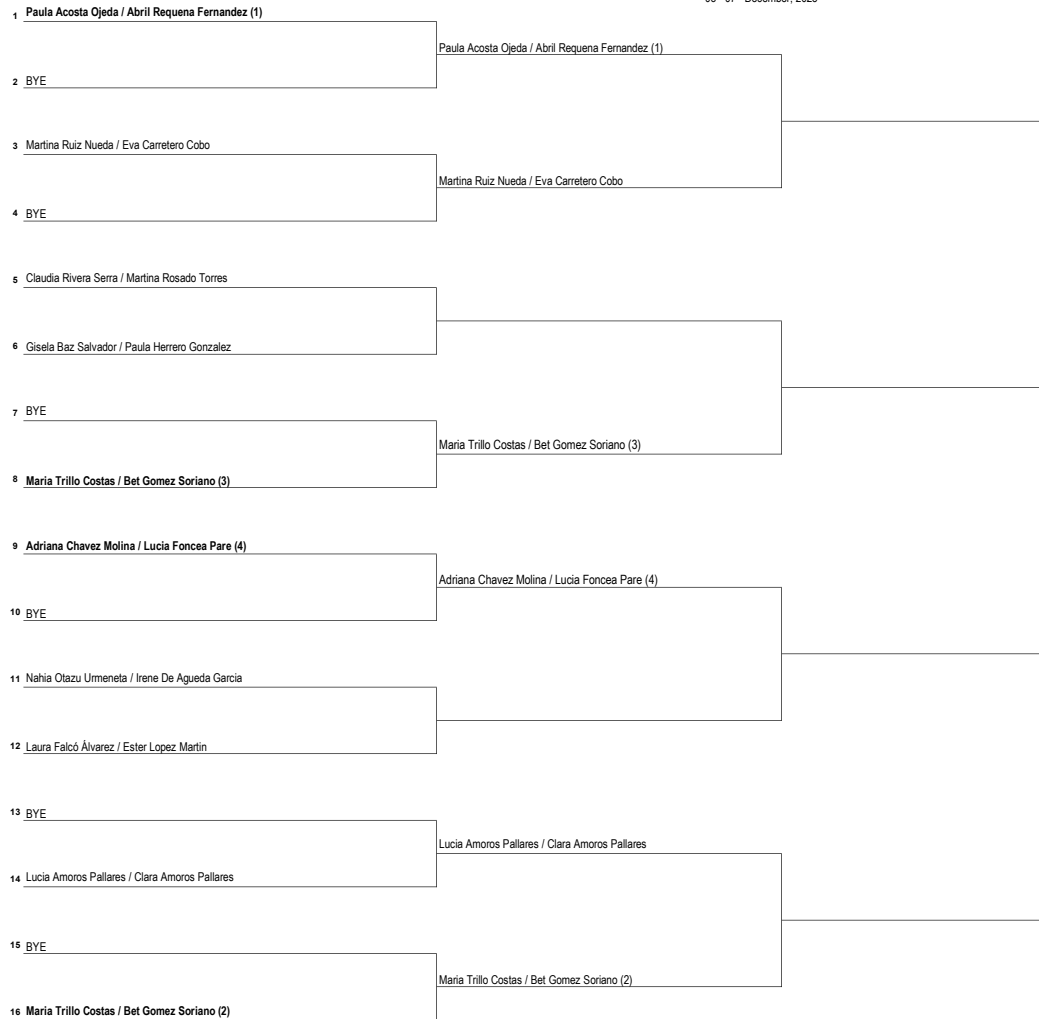 1 Paula Acosta Ojeda / Abril Requena Fernandez (1)
Paula Acosta Ojeda / Abril Requena Fernandez (1)
2 BYE
3 Martina Ruiz Nueda / Eva Carretero Cobo
Martina Ruiz Nueda / Eva Carretero Cobo
4 BYE
5 Claudia Rivera Serra / Martina Rosado Torres
6 Gisela Baz Salvador / Paula Herrero Gonzalez
7 BYE
Maria Trillo Costas / Bet Gomez Soriano (3)
8 Maria Trillo Costas / Bet Gomez Soriano (3)
9 Adriana Chavez Molina / Lucia Foncea Pare (4)
Adriana Chavez Molina / Lucia Foncea Pare (4)
10 BYE
11 Nahia Otazu Urmeneta / Irene De Agueda Garcia
12 Laura Falcó Álvarez / Ester Lopez Martin
13 BYE
Lucia Amoros Pallares / Clara Amoros Pallares
14 Lucia Amoros Pallares / Clara Amoros Pallares
15 BYE
Maria Trillo Costas / Bet Gomez Soriano (2)
16 Maria Trillo Costas / Bet Gomez Soriano (2)